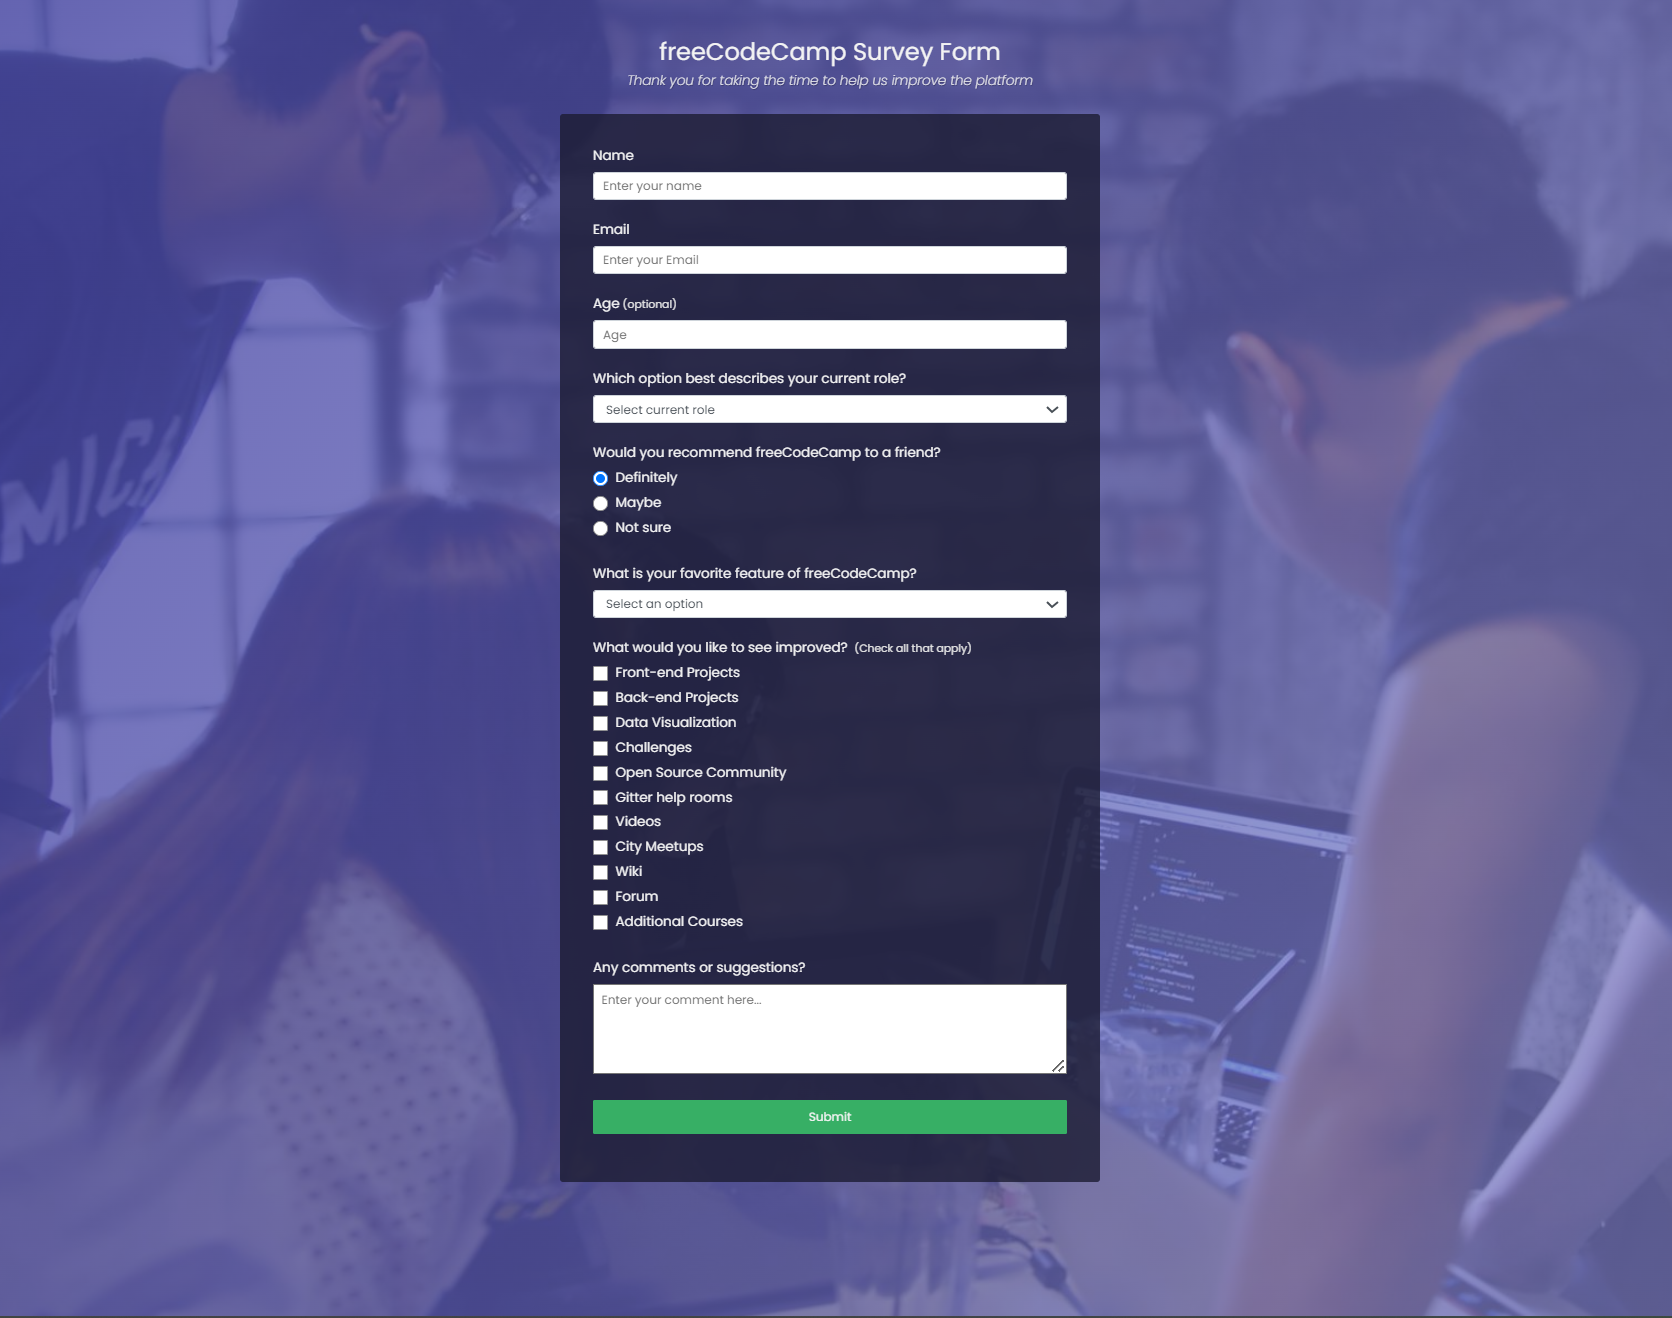 freeCodeCamp Survey Form
Thank you for taking the time to help us improve the platform
Name
Enter your name
Email
Enter your Email
Age (optional)
Age
Which option best describes your current role?
Select current role
Would you recommend freeCodeCamp to a friend?
Definitely
Maybe
Not sure
What is your favorite feature of freeCodeCamp?
Select an option
What would you like to see improved? (Check all that apply)
Front-end Projects
Back-end Projects
Data Visualization
Challenges
Open Source Community
Gitter help rooms
Videos
City Meetups
Wiki
Forum
Additional Courses
Any comments or suggestions?
Enter your comment here...
Submit
MICH